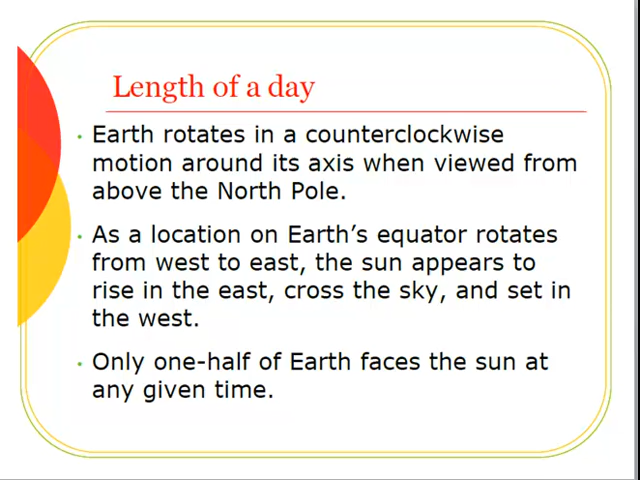 Length of a day
• Earth rotates in a counterclockwise
motion around its axis when viewed from
above the North Pole.
• As a location on Earth’s equator rotates
from west to east, the sun appears to
rise in the east, cross the sky, and set in
the west.
• Only one-half of Earth faces the sun at
any given time.